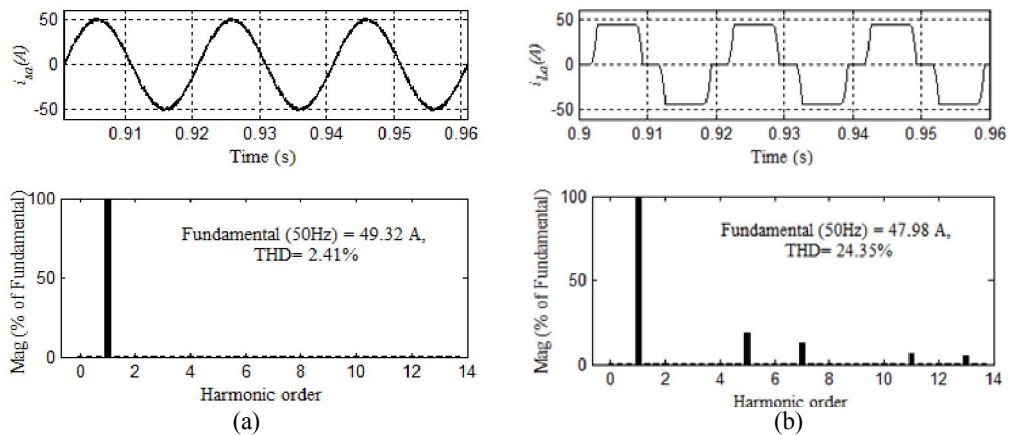 50
0
-50
i_sa(A)
0.91 0.92 0.93 0.94 0.95 0.96
Time (s)
100
50
0
Mag (% of Fundamental)
Fundamental (50Hz) = 49.32 A,
THD= 2.41%
0 2 4 6 8 10 12 14
Harmonic order
(a)
50
0
-50
i_La(A)
0.9 0.91 0.92 0.93 0.94 0.95 0.96
Time (s)
100
50
0
Mag (% of Fundamental)
Fundamental (50Hz) = 47.98 A,
THD= 24.35%
0 2 4 6 8 10 12 14
Harmonic order
(b)